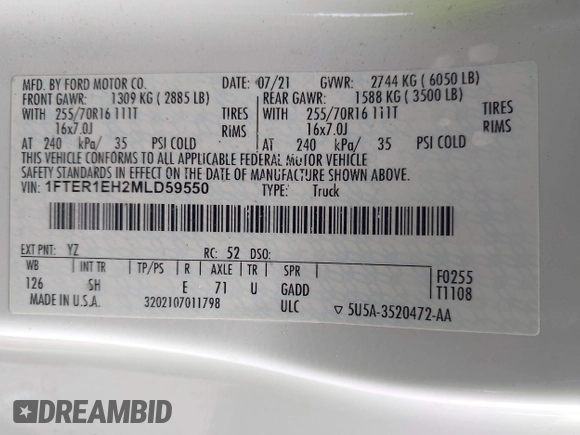 MFD. BY FORD MOTOR CO. DATE: 07/21 GVWR: 2744 KG ( 6050 LB)
FRONT GAWR: 1309 KG ( 2885 LB) REAR GAWR: 1588 KG ( 3500 LB)
WITH 255/70R16 111T TIRES WITH 255/70R16 111T TIRES
16x7.0J RIMS 16x7.0J RIMS
AT 240 kPa/ 35 PSI COLD AT 240 kPa/ 35 PSI COLD
THIS VEHICLE CONFORMS TO ALL APPLICABLE FEDERAL MOTOR VEHICLE
SAFETY STANDARDS IN EFFECT ON THE DATE OF MANUFACTURE SHOWN ABOVE.
VIN: 1FTER1EH2MLD59550 TYPE: Truck
EXT PNT: YZ RC: 52 DSO:
WB INT TR TP/PS R AXLE TR SPR
126 SH E 71 U GADD
F0255
T1108
MADE IN U.S.A. 3202107011798 ULC ▽ 5U5A-3520472-AA
DREAMBID